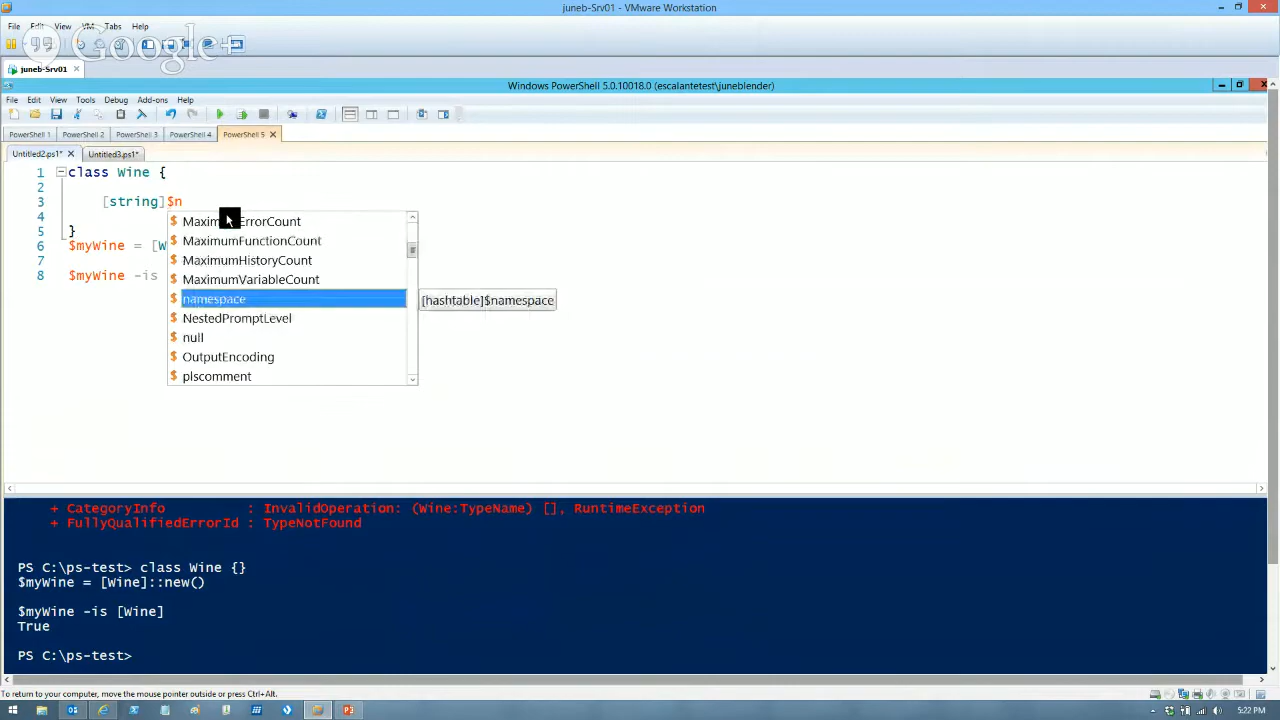 juneb-Srv01 - VMware Workstation
File Edit View VM Tabs Help
Google+
juneb-Srv01
Windows PowerShell 5.0.10018.0 (escalantetest\juneblender)
File Edit View Tools Debug Add-ons Help
PowerShell 1 PowerShell 2 PowerShell 3 PowerShell 4 PowerShell 5
Untitled2.ps1* Untitled3.ps1*
1 class Wine {
2
3 [string]$n
4
5 }
6 $myWine = [W
7
8 $myWine -is
MaximumErrorCount
MaximumFunctionCount
MaximumHistoryCount
MaximumVariableCount
namespace [hashtable]$namespace
NestedPromptLevel
null
OutputEncoding
plscomment
+ CategoryInfo : InvalidOperation: (Wine:TypeName) [], RuntimeException
+ FullyQualifiedErrorId : TypeNotFound
PS C:\ps-test> class Wine {}
$myWine = [Wine]::new()
$myWine -is [Wine]
True
PS C:\ps-test>
To return to your computer, move the mouse pointer outside or press Ctrl+Alt.
5:22 PM